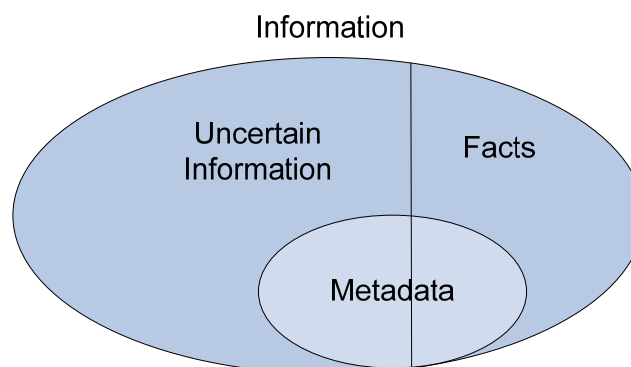 Information
Uncertain
Information
Facts
Metadata